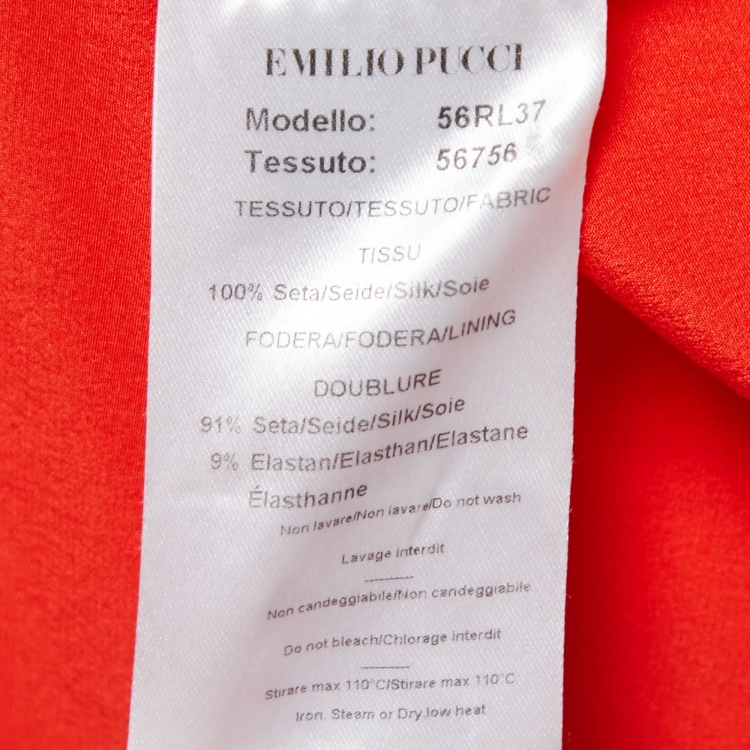 EMILIO PUCCI
Modello: 56RL37
Tessuto: 56756
TESSUTO/TESSUTO/FABRIC
TISSU
100% Seta/Seide/Silk/Soie
FODERA/FODERA/LINING
DOUBLURE
91% Seta/Seide/Silk/Soie
9% Elastan/Elasthan/Elastane
Élasthanne
Non lavare/Non lavare/Do not wash
Lavage interdit
Non candeggiabile/Non candeggiabile
Do not bleach/Chlorage interdit
Stirare max 110°C/Stirare max 110°C
Iron. Steam or Dry.low heat